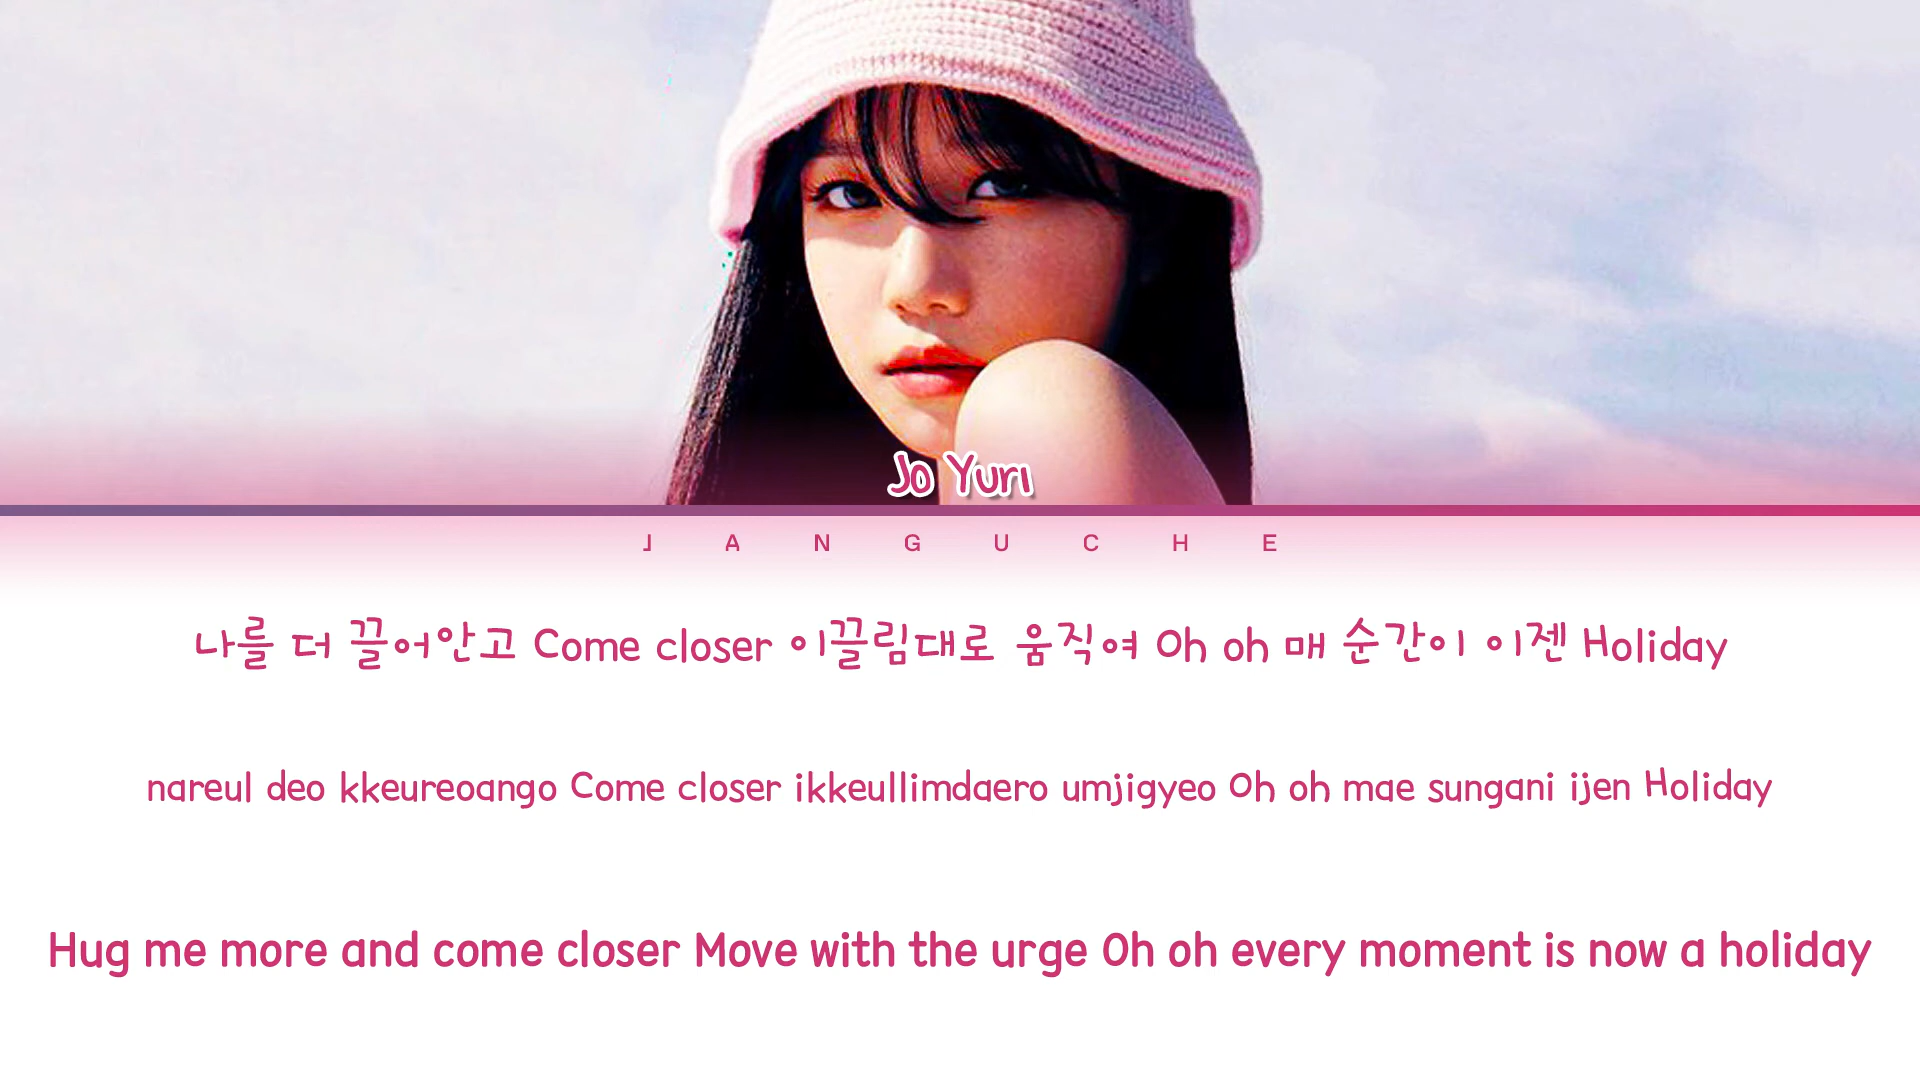 Jo Yuri
JANGUCHE
나를 더 끌어안고 Come closer 이끌림대로 움직여 Oh oh 매 순간이 이젠 Holiday
nareul deo kkeureoango Come closer ikkeullimdaero umjigyeo Oh oh mae sungani ijen Holiday
Hug me more and come closer Move with the urge Oh oh every moment is now a holiday